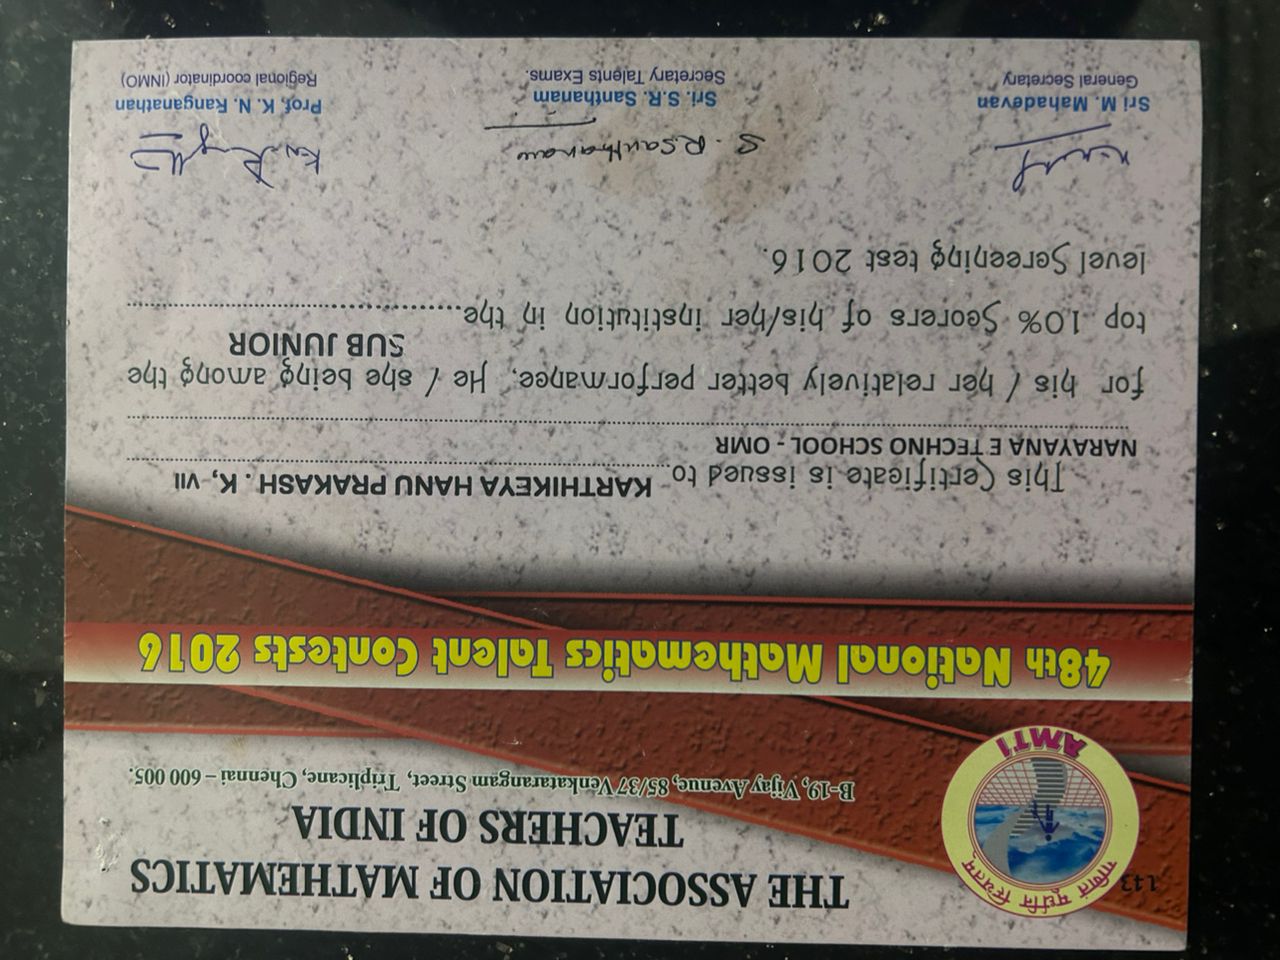 THE ASSOCIATION OF MATHEMATICS
TEACHERS OF INDIA
B-19, Vijay Avenue, 85/37 Venkatarangam Street, Triplicane, Chennai – 600 005.
गणितं मूर्धनि स्थितम्
AMTI
143
48th National Mathematics Talent Contests 2016
This Certificate is issued to KARTHIKEYA HANU PRAKASH . K, VII
NARAYANA E TECHNO SCHOOL - OMR
for his / her relatively better performance, He / she being among the
SUB JUNIOR
top 10% Scorers of his/her institution in the
level Screening test 2016.
S. R Santhanam
Sri M. Mahadevan
General Secretary
Sri. S.R. Santhanam
Secretary Talents Exams.
Prof. K. N. Ranganathan
Regional coordinator (INMO)